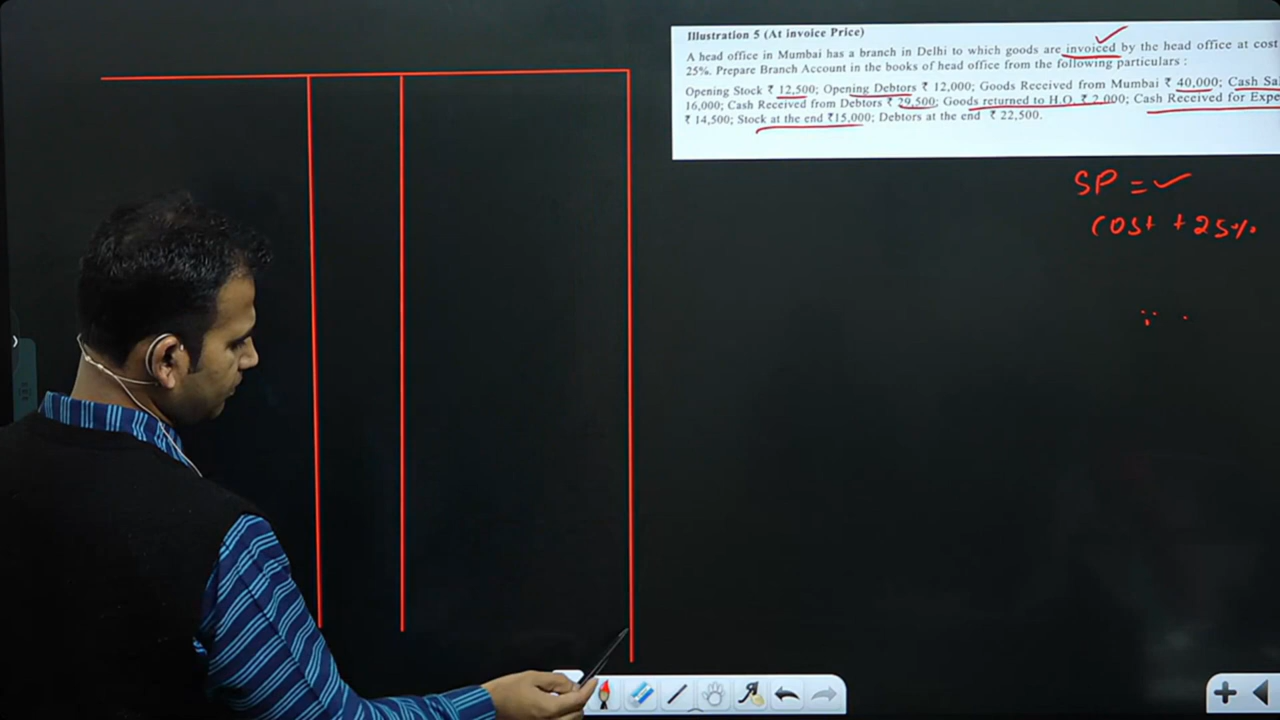 Illustration 5 (At invoice Price)
A head office in Mumbai has a branch in Delhi to which goods are invoiced by the head office at cost
25%. Prepare Branch Account in the books of head office from the following particulars :
Opening Stock ₹ 12,500; Opening Debtors ₹ 12,000; Goods Received from Mumbai ₹ 40,000; Cash
16,000; Cash Received from Debtors ₹ 29,500; Goods returned to H.O. ₹ 2,000; Cash Received for
₹ 14,500; Stock at the end ₹15,000; Debtors at the end ₹ 22,500.
SP =
Cost + 25%